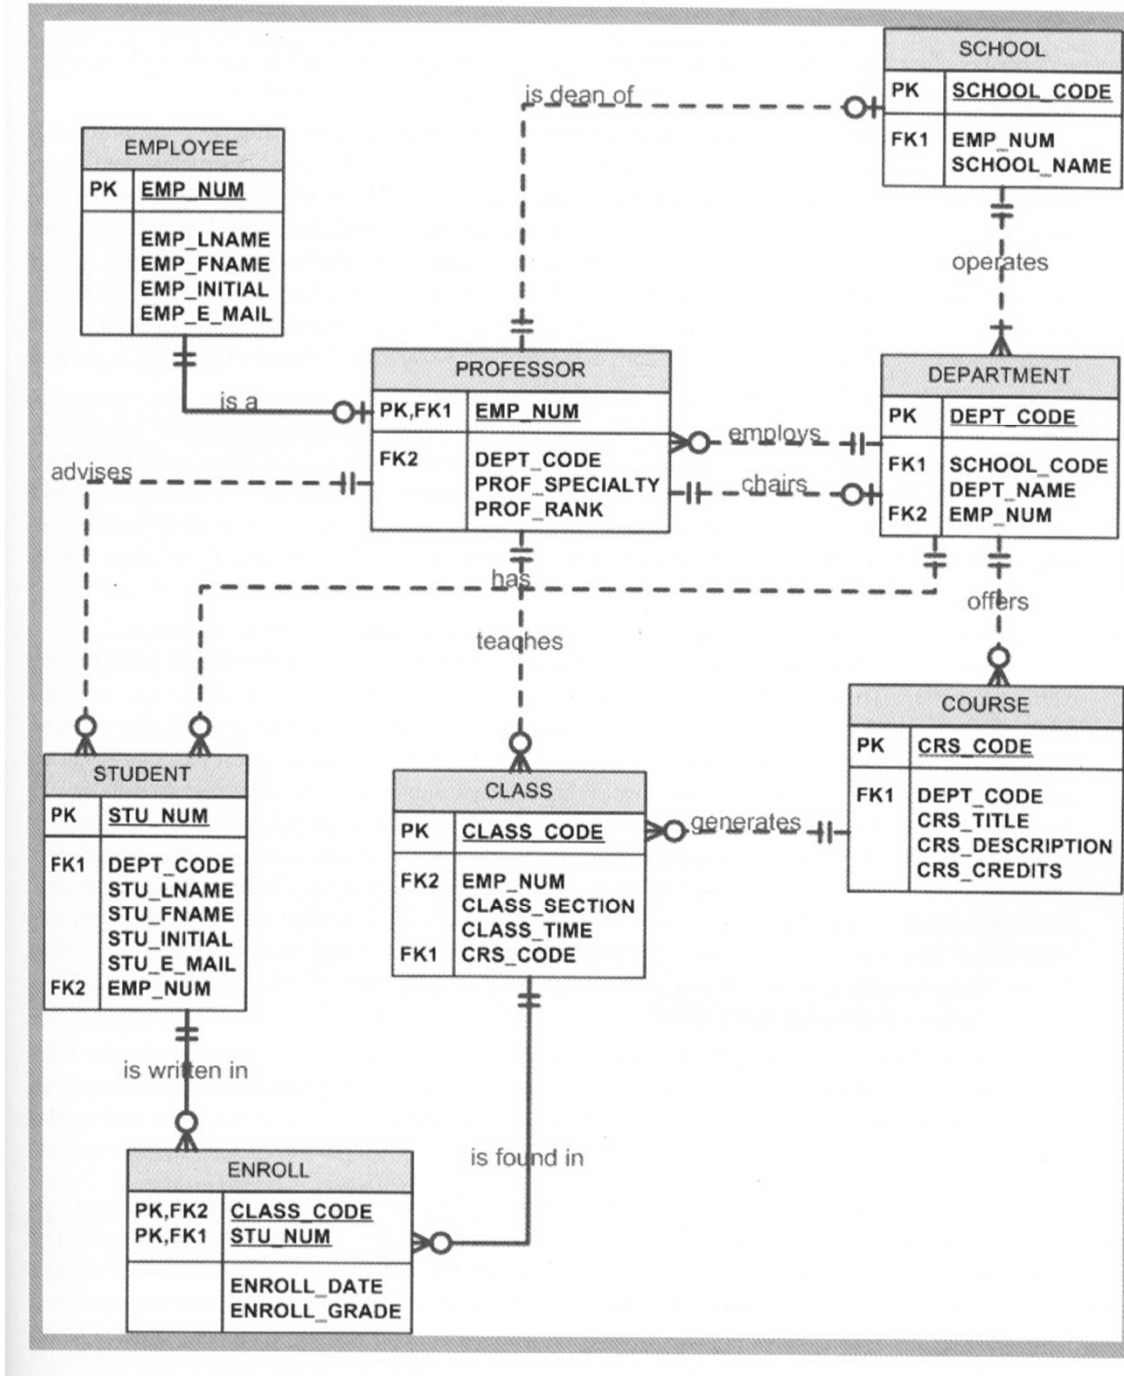 SCHOOL
PK SCHOOL_CODE
FK1 EMP_NUM
SCHOOL_NAME
is dean of
EMPLOYEE
PK EMP_NUM
EMP_LNAME
EMP_FNAME
EMP_INITIAL
EMP_E_MAIL
operates
is a
PROFESSOR
PK,FK1 EMP_NUM
FK2 DEPT_CODE
PROF_SPECIALTY
PROF_RANK
employs
chairs
DEPARTMENT
PK DEPT_CODE
FK1 SCHOOL_CODE
DEPT_NAME
FK2 EMP_NUM
advises
has
teaches
offers
STUDENT
PK STU_NUM
FK1 DEPT_CODE
STU_LNAME
STU_FNAME
STU_INITIAL
STU_E_MAIL
FK2 EMP_NUM
CLASS
PK CLASS_CODE
FK2 EMP_NUM
CLASS_SECTION
CLASS_TIME
FK1 CRS_CODE
generates
COURSE
PK CRS_CODE
FK1 DEPT_CODE
CRS_TITLE
CRS_DESCRIPTION
CRS_CREDITS
is written in
is found in
ENROLL
PK,FK2 CLASS_CODE
PK,FK1 STU_NUM
ENROLL_DATE
ENROLL_GRADE